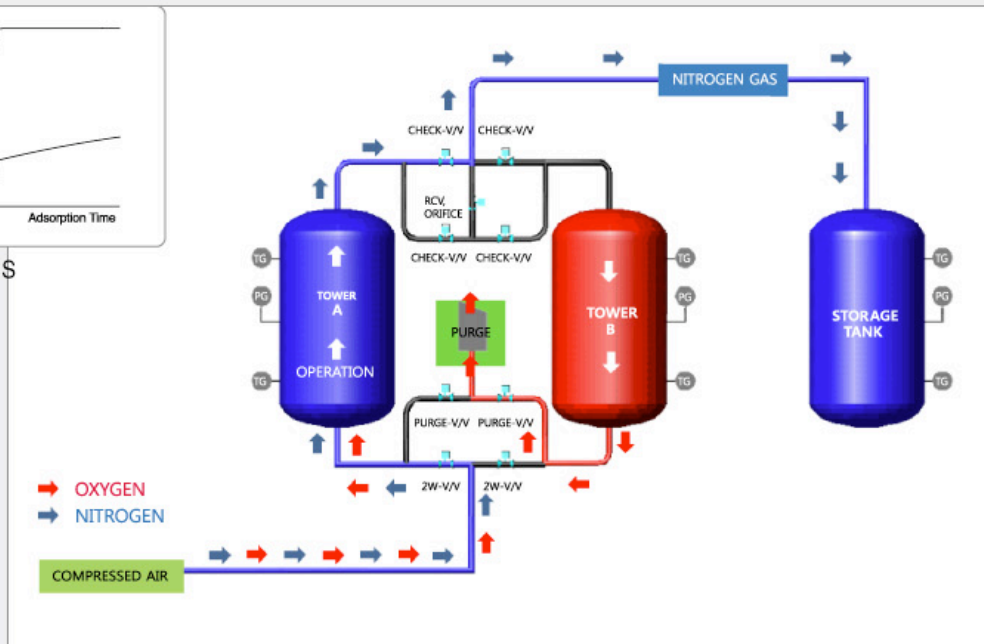 NITROGEN GAS
CHECK-V/V CHECK-V/V
RCV,
ORIFICE
Adsorption Time
CHECK-V/V CHECK-V/V
S
TG
TG
TG
PG
PG
PG
TOWER
A
TOWER
B
STORAGE
TANK
PURGE
OPERATION
TG
TG
TG
PURGE-V/V PURGE-V/V
2W-V/V
2W-V/V
OXYGEN
NITROGEN
COMPRESSED AIR